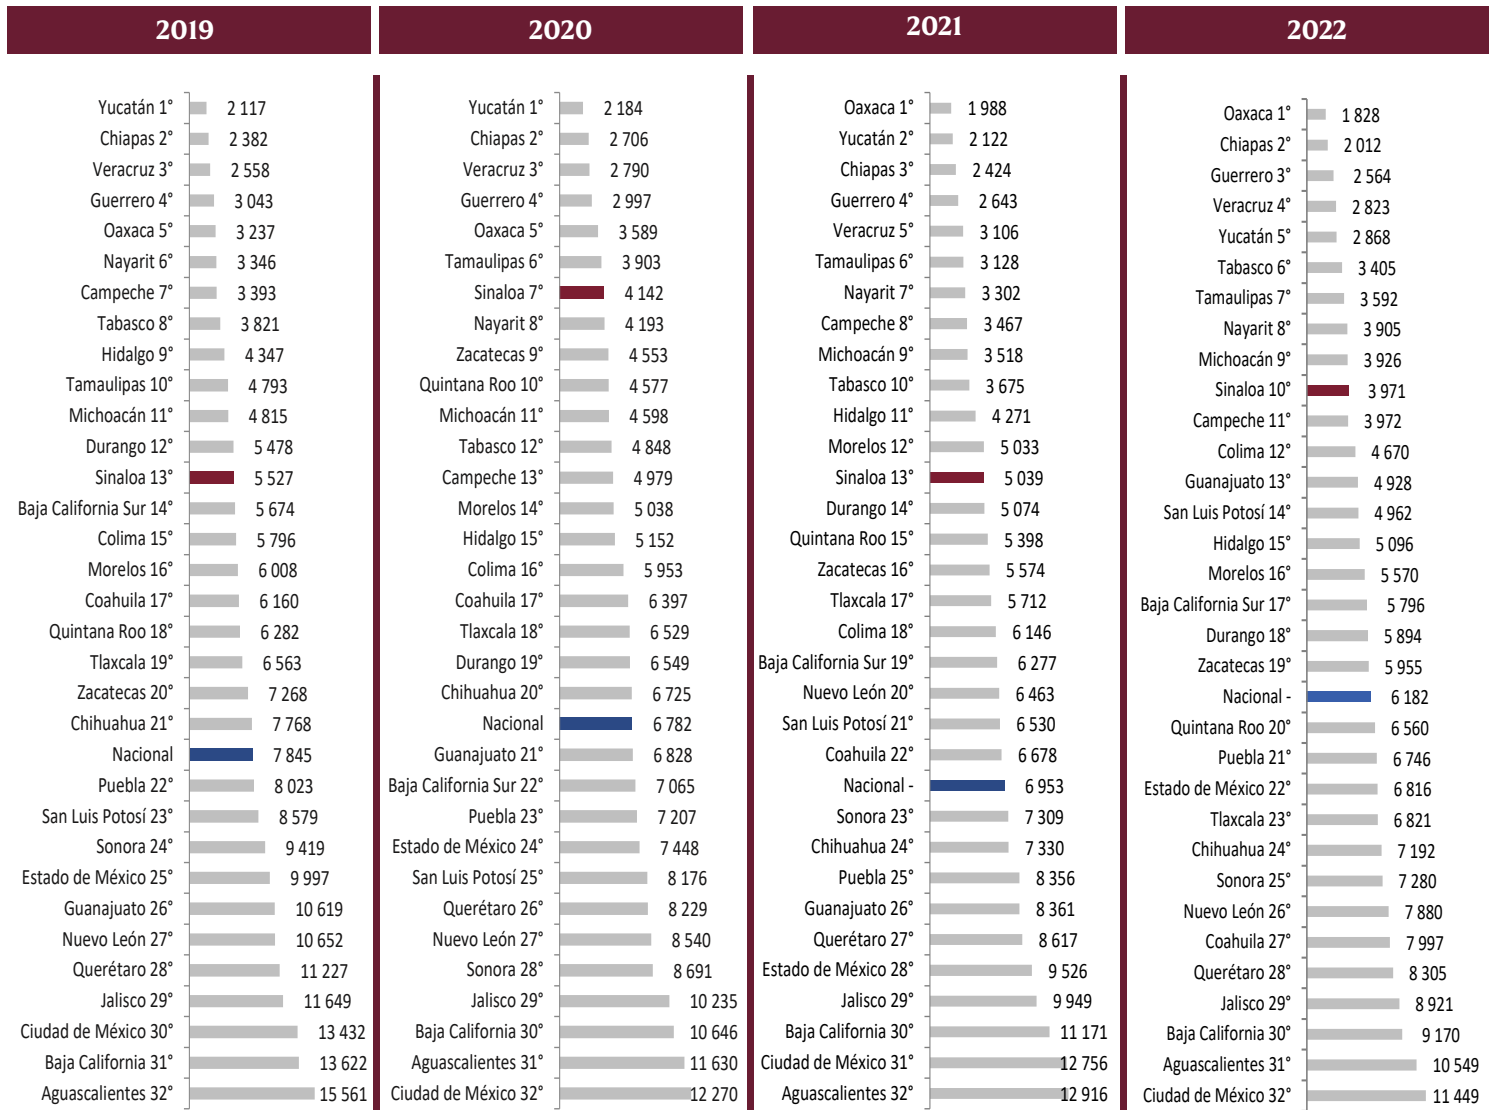 2019
Yucatán 1° 2 117
Chiapas 2° 2 382
Veracruz 3° 2 558
Guerrero 4° 3 043
Oaxaca 5° 3 237
Nayarit 6° 3 346
Campeche 7° 3 393
Tabasco 8° 3 821
Hidalgo 9° 4 347
Tamaulipas 10° 4 793
Michoacán 11° 4 815
Durango 12° 5 478
Sinaloa 13° 5 527
Baja California Sur 14° 5 674
Colima 15° 5 796
Morelos 16° 6 008
Coahuila 17° 6 160
Quintana Roo 18° 6 282
Tlaxcala 19° 6 563
Zacatecas 20° 7 268
Chihuahua 21° 7 768
Nacional 7 845
Puebla 22° 8 023
San Luis Potosí 23° 8 579
Sonora 24° 9 419
Estado de México 25° 9 997
Guanajuato 26° 10 619
Nuevo León 27° 10 652
Querétaro 28° 11 227
Jalisco 29° 11 649
Ciudad de México 30° 13 432
Baja California 31° 13 622
Aguascalientes 32° 15 561
2020
Yucatán 1° 2 184
Chiapas 2° 2 706
Veracruz 3° 2 790
Guerrero 4° 2 997
Oaxaca 5° 3 589
Tamaulipas 6° 3 903
Sinaloa 7° 4 142
Nayarit 8° 4 193
Zacatecas 9° 4 553
Quintana Roo 10° 4 577
Michoacán 11° 4 598
Tabasco 12° 4 848
Campeche 13° 4 979
Morelos 14° 5 038
Hidalgo 15° 5 152
Colima 16° 5 953
Coahuila 17° 6 397
Tlaxcala 18° 6 529
Durango 19° 6 549
Chihuahua 20° 6 725
Nacional 6 782
Guanajuato 21° 6 828
Baja California Sur 22° 7 065
Puebla 23° 7 207
Estado de México 24° 7 448
San Luis Potosí 25° 8 176
Querétaro 26° 8 229
Nuevo León 27° 8 540
Sonora 28° 8 691
Jalisco 29° 10 235
Baja California 30° 10 646
Aguascalientes 31° 11 630
Ciudad de México 32° 12 270
2021
Oaxaca 1° 1 988
Yucatán 2° 2 122
Chiapas 3° 2 424
Guerrero 4° 2 643
Veracruz 5° 3 106
Tamaulipas 6° 3 128
Nayarit 7° 3 302
Campeche 8° 3 467
Michoacán 9° 3 518
Tabasco 10° 3 675
Hidalgo 11° 4 271
Morelos 12° 5 033
Sinaloa 13° 5 039
Durango 14° 5 074
Quintana Roo 15° 5 398
Zacatecas 16° 5 574
Tlaxcala 17° 5 712
Colima 18° 6 146
Baja California Sur 19° 6 277
Nuevo León 20° 6 463
San Luis Potosí 21° 6 530
Coahuila 22° 6 678
Nacional - 6 953
Sonora 23° 7 309
Chihuahua 24° 7 330
Puebla 25° 8 356
Guanajuato 26° 8 361
Querétaro 27° 8 617
Estado de México 28° 9 526
Jalisco 29° 9 949
Baja California 30° 11 171
Ciudad de México 31° 12 756
Aguascalientes 32° 12 916
2022
Oaxaca 1° 1 828
Chiapas 2° 2 012
Guerrero 3° 2 564
Veracruz 4° 2 823
Yucatán 5° 2 868
Tabasco 6° 3 405
Tamaulipas 7° 3 592
Nayarit 8° 3 905
Michoacán 9° 3 926
Sinaloa 10° 3 971
Campeche 11° 3 972
Colima 12° 4 670
Guanajuato 13° 4 928
San Luis Potosí 14° 4 962
Hidalgo 15° 5 096
Morelos 16° 5 570
Baja California Sur 17° 5 796
Durango 18° 5 894
Zacatecas 19° 5 955
Nacional - 6 182
Quintana Roo 20° 6 560
Puebla 21° 6 746
Estado de México 22° 6 816
Tlaxcala 23° 6 821
Chihuahua 24° 7 192
Sonora 25° 7 280
Nuevo León 26° 7 880
Coahuila 27° 7 997
Querétaro 28° 8 305
Jalisco 29° 8 921
Baja California 30° 9 170
Aguascalientes 31° 10 549
Ciudad de México 32° 11 449